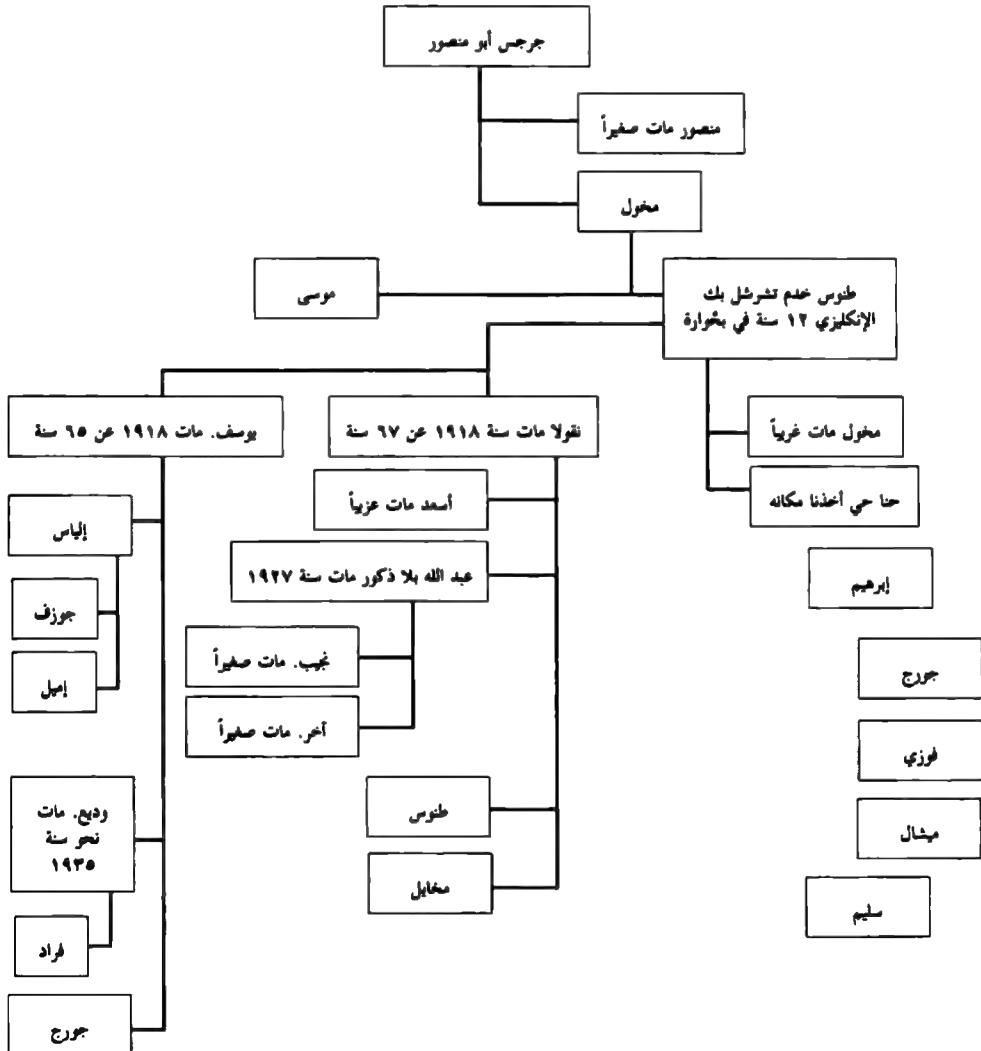 جرجس أبو منصور
منصور مات صغيراً
مخول
موسى
طنوس خدم تشرشل بك
الإنكليزي ١٢ سنة في بحوارة
يوسف. مات ١٩١٨ عن ٦٥ سنة
نقولا مات سنة ١٩١٨ عن ٦٧ سنة
مخول مات غريباً
حنا حي أخذنا مكانه
أسعد مات عزبياً
إلياس
عبد الله بلا ذكور مات سنة ١٩٢٧
إبرهيم
جوزف
نجيب. مات صغيراً
جورج
إميل
آخر. مات صغيراً
فوزي
وديع. مات
نحو سنة
١٩٣٥
طنوس
ميشال
مخايل
سليم
فراد
جورج